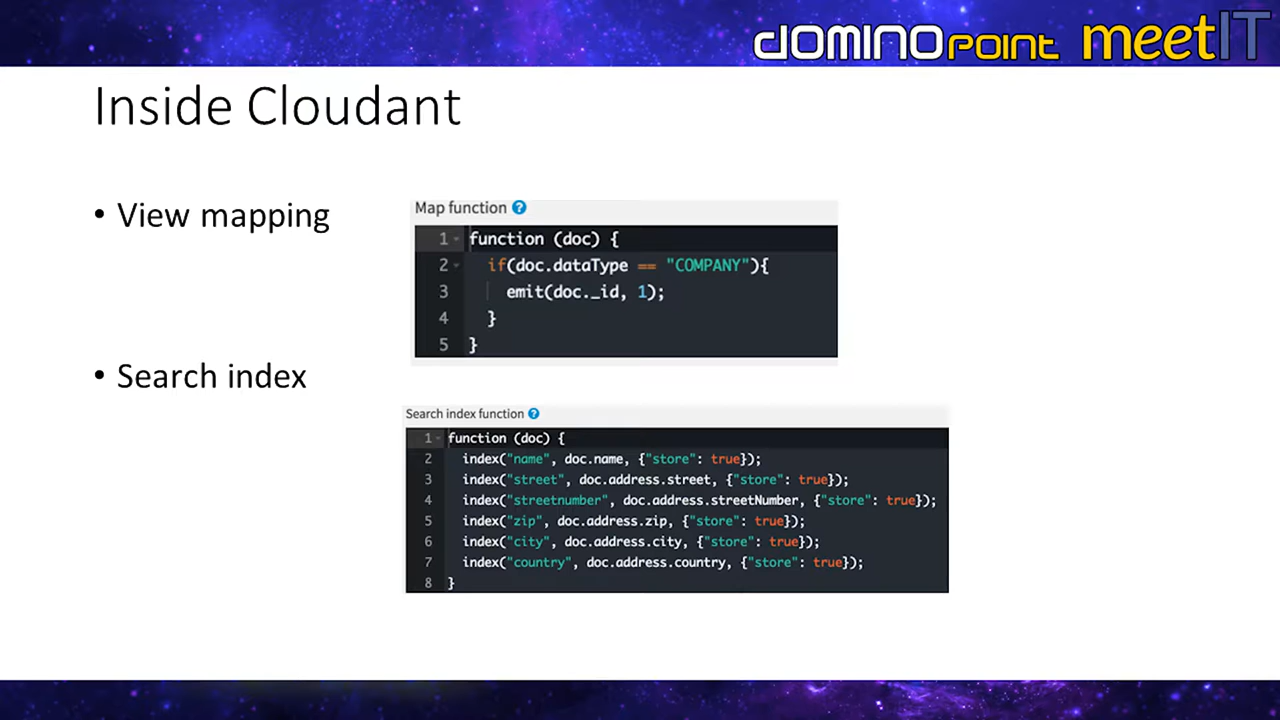 DOMINO POINT meetIT
Inside Cloudant
• View mapping
Map function ?
1 function (doc) {
2 if(doc.dataType == "COMPANY"){
3 emit(doc._id, 1);
4 }
5 }
• Search index
Search index function ?
1 function (doc) {
2 index("name", doc.name, {"store": true});
3 index("street", doc.address.street, {"store": true});
4 index("streetnumber", doc.address.streetNumber, {"store": true});
5 index("zip", doc.address.zip, {"store": true});
6 index("city", doc.address.city, {"store": true});
7 index("country", doc.address.country, {"store": true});
8 }